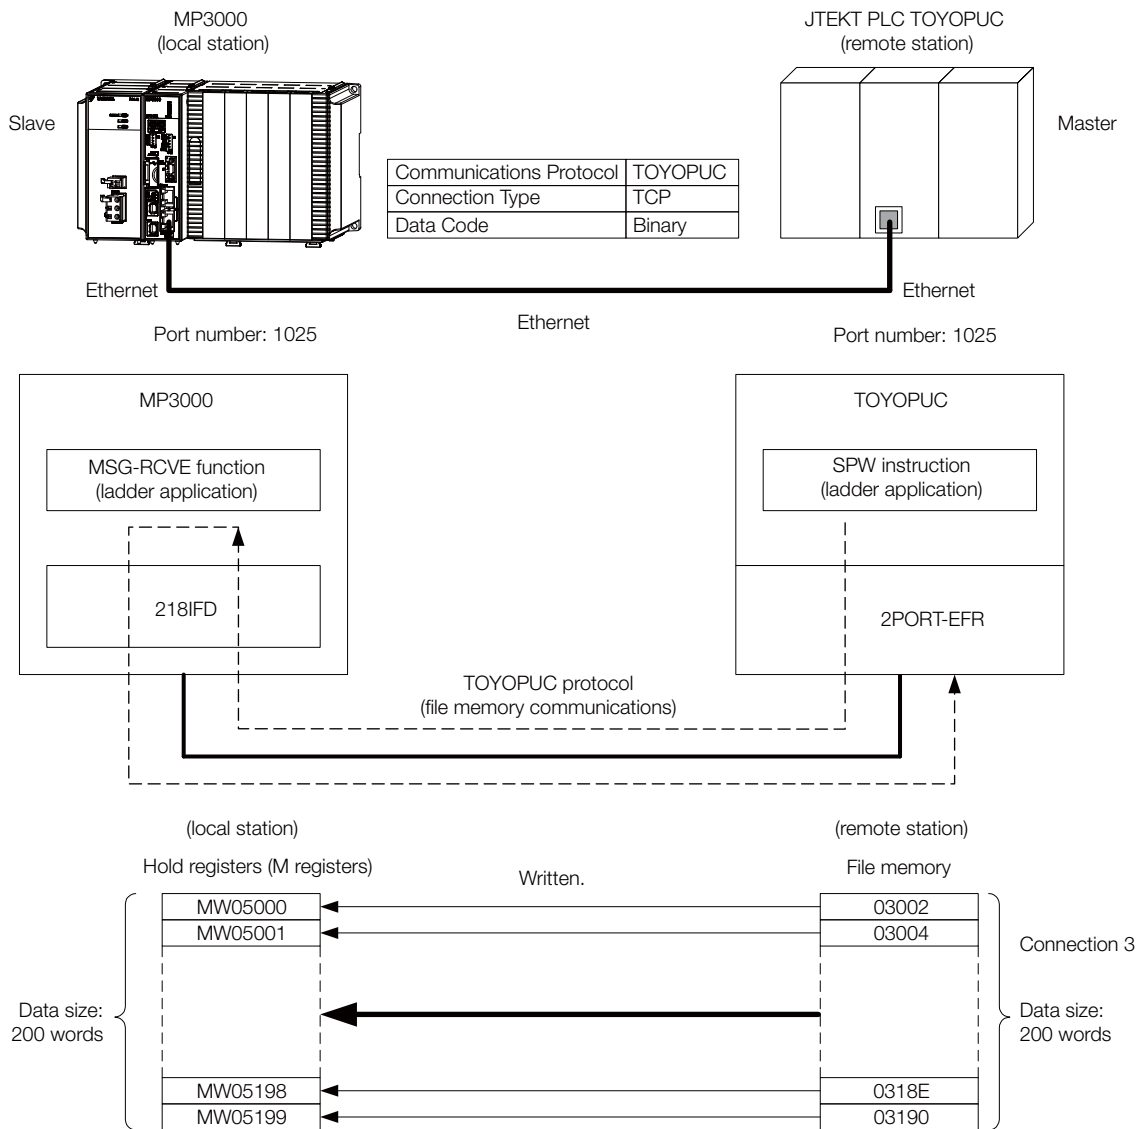 MP3000
(local station)
JTEKT PLC TOYOPUC
(remote station)
Slave
Master
Communications Protocol TOYOPUC
Connection Type TCP
Data Code Binary
Ethernet
Ethernet
Ethernet
Port number: 1025
Port number: 1025
MP3000
TOYOPUC
MSG-RCVE function
(ladder application)
SPW instruction
(ladder application)
218IFD
2PORT-EFR
TOYOPUC protocol
(file memory communications)
(local station)
(remote station)
Hold registers (M registers)
Written.
File memory
MW05000
03002
MW05001
03004
Connection 3
Data size:
200 words
Data size:
200 words
MW05198
0318E
MW05199
03190